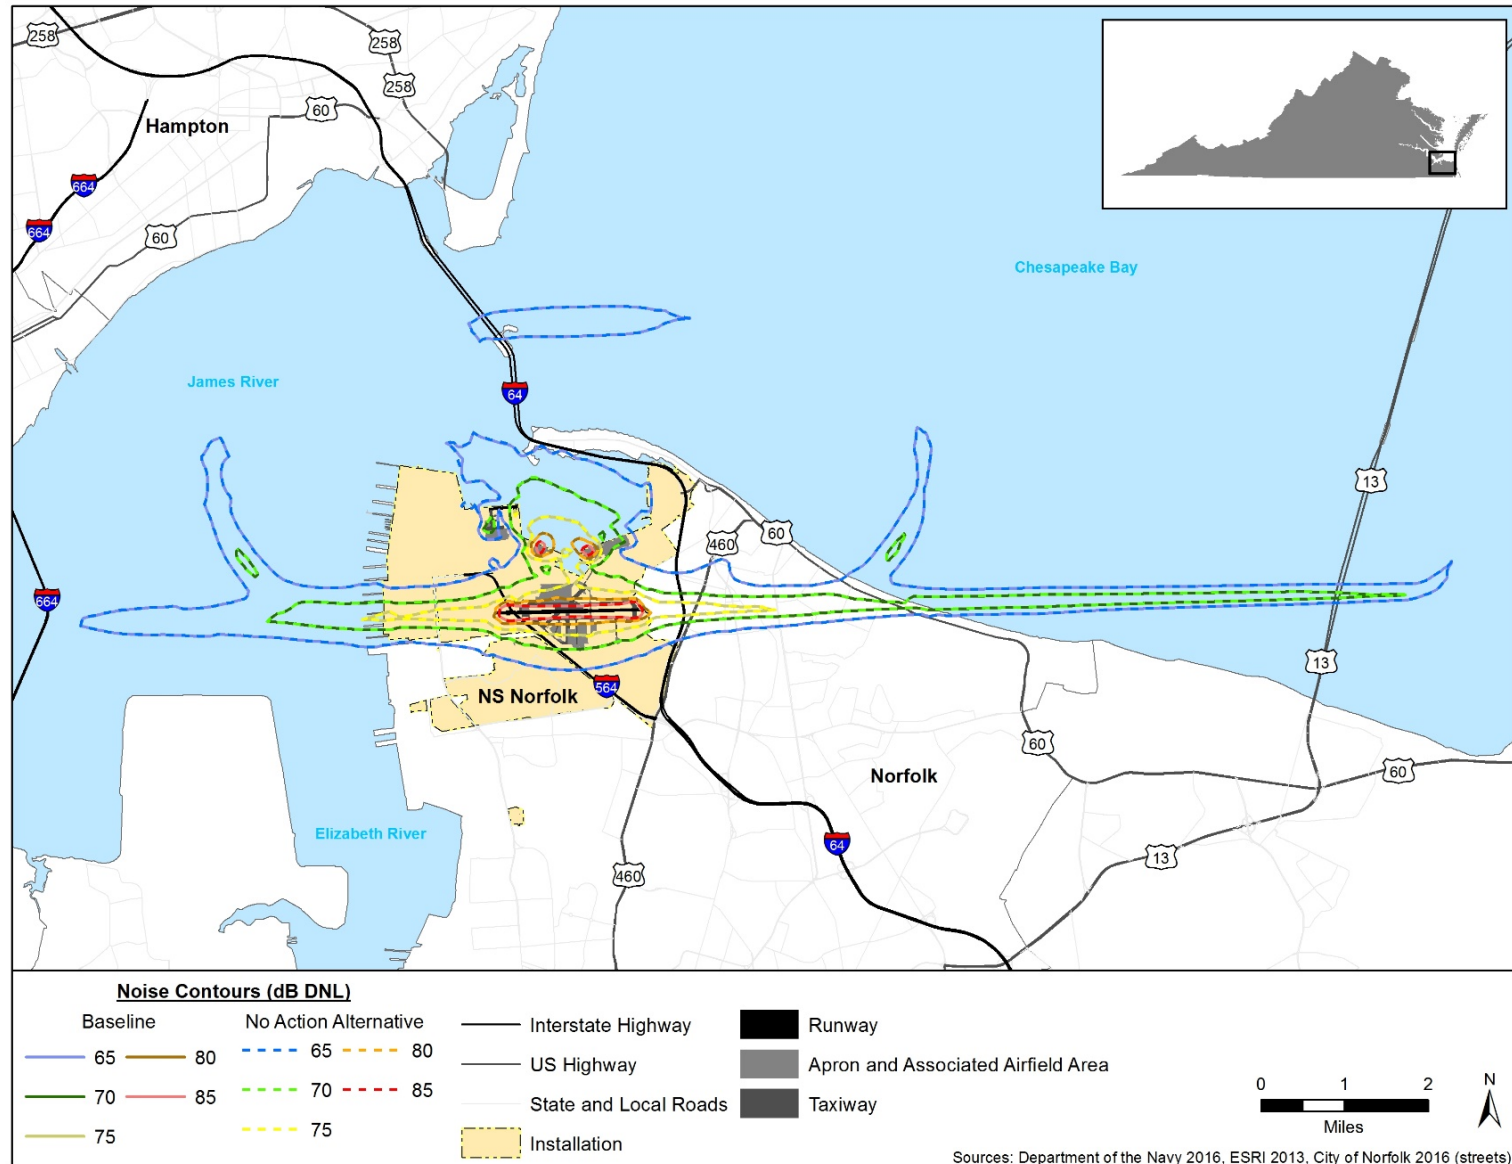 258
258
258
60
Hampton
664
664
60
Chesapeake Bay
James River
64
13
460
60
664
13
564
NS Norfolk
60
60
Norfolk
Elizabeth River
64
13
460
Noise Contours (dB DNL)
Baseline
No Action Alternative
65
80
70
85
75
65
80
70
85
75
Interstate Highway
US Highway
State and Local Roads
Installation
Runway
Apron and Associated Airfield Area
Taxiway
0 1 2
Miles
N
Sources: Department of the Navy 2016, ESRI 2013, City of Norfolk 2016 (streets)